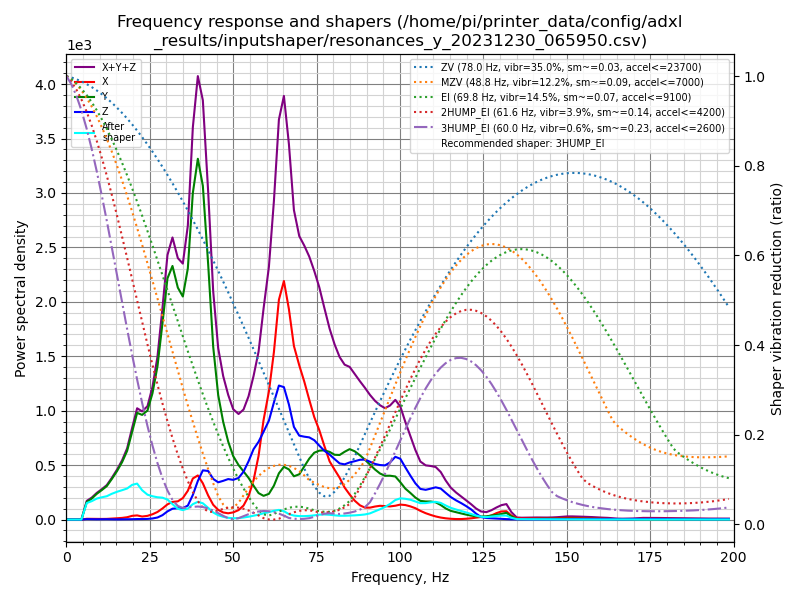 Frequency response and shapers (/home/pi/printer_data/config/adxl
_results/inputshaper/resonances_y_20231230_065950.csv)
1e3
X+Y+Z
X
Y
Z
After
shaper
ZV (78.0 Hz, vibr=35.0%, sm~=0.03, accel<=23700)
MZV (48.8 Hz, vibr=12.2%, sm~=0.09, accel<=7000)
EI (69.8 Hz, vibr=14.5%, sm~=0.07, accel<=9100)
2HUMP_EI (61.6 Hz, vibr=3.9%, sm~=0.14, accel<=4200)
3HUMP_EI (60.0 Hz, vibr=0.6%, sm~=0.23, accel<=2600)
Recommended shaper: 3HUMP_EI
Power spectral density
4.0
3.5
3.0
2.5
2.0
1.5
1.0
0.5
0.0
1.0
0.8
0.6
0.4
0.2
0.0
Shaper vibration reduction (ratio)
0 25 50 75 100 125 150 175 200
Frequency, Hz